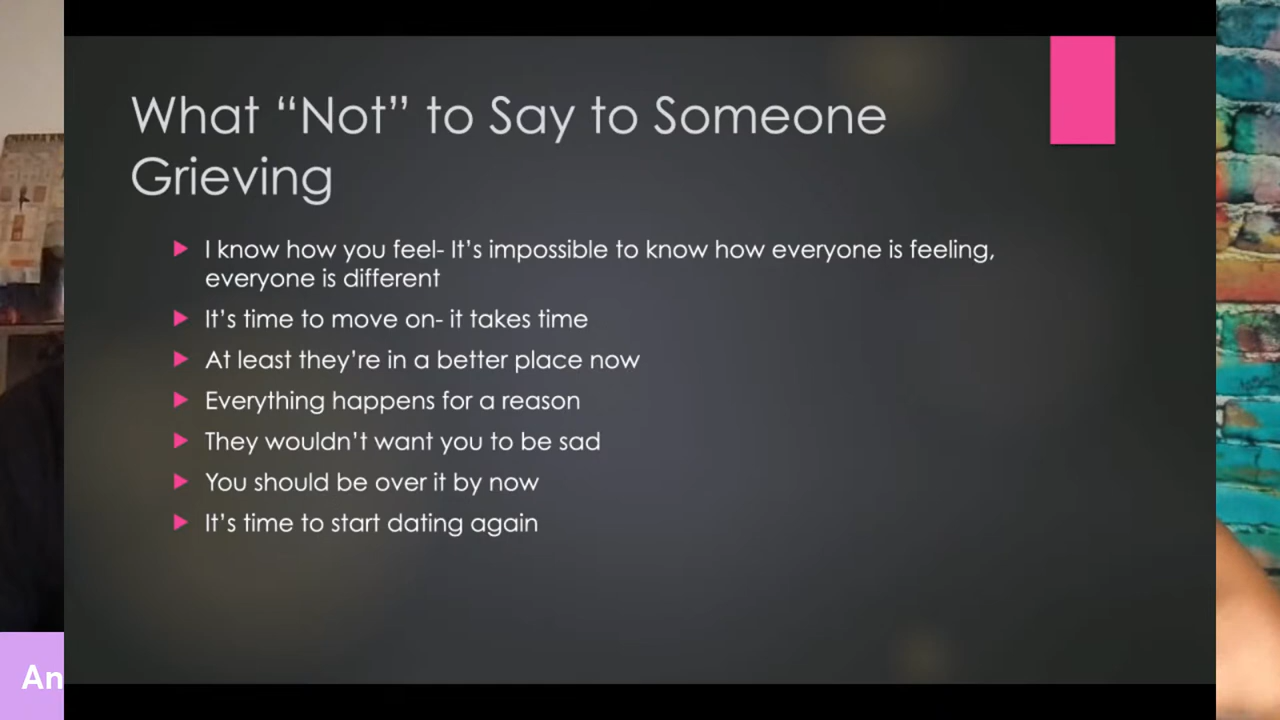 What “Not” to Say to Someone
Grieving
I know how you feel- It’s impossible to know how everyone is feeling,
everyone is different
It’s time to move on- it takes time
At least they’re in a better place now
Everything happens for a reason
They wouldn’t want you to be sad
You should be over it by now
It’s time to start dating again
An